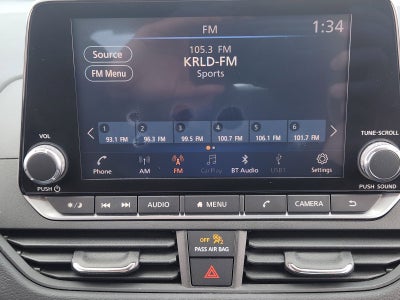 FM
1:34
Source
105.3 FM
KRLD-FM
FM Menu
Sports
1 2 3 4 5 6
93.1 FM 96.3 FM 99.5 FM 100.7 FM 106.1 FM 101.7 FM
VOL
TUNE-SCROLL
Phone AM FM CarPlay BT Audio USB1 Settings
PUSH
PUSH SOUND
AUDIO MENU CAMERA
OFF
PASS AIR BAG